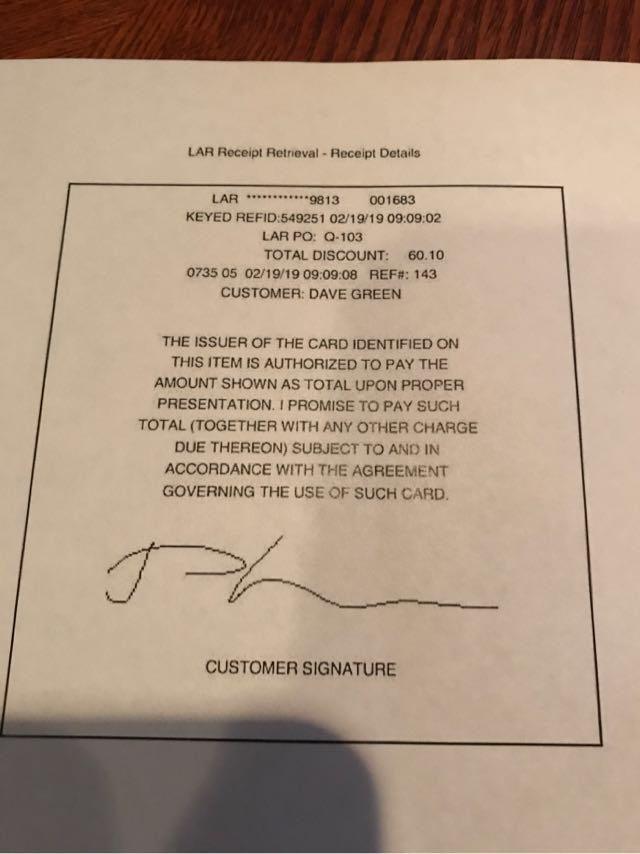 LAR Receipt Retrieval - Receipt Details
LAR ************9813 001683
KEYED REFID:549251 02/19/19 09:09:02
LAR PO: Q-103
TOTAL DISCOUNT: 60.10
0735 05 02/19/19 09:09:08 REF#: 143
CUSTOMER: DAVE GREEN
THE ISSUER OF THE CARD IDENTIFIED ON
THIS ITEM IS AUTHORIZED TO PAY THE
AMOUNT SHOWN AS TOTAL UPON PROPER
PRESENTATION. I PROMISE TO PAY SUCH
TOTAL (TOGETHER WITH ANY OTHER CHARGE
DUE THEREON) SUBJECT TO AND IN
ACCORDANCE WITH THE AGREEMENT
GOVERNING THE USE OF SUCH CARD.
CUSTOMER SIGNATURE